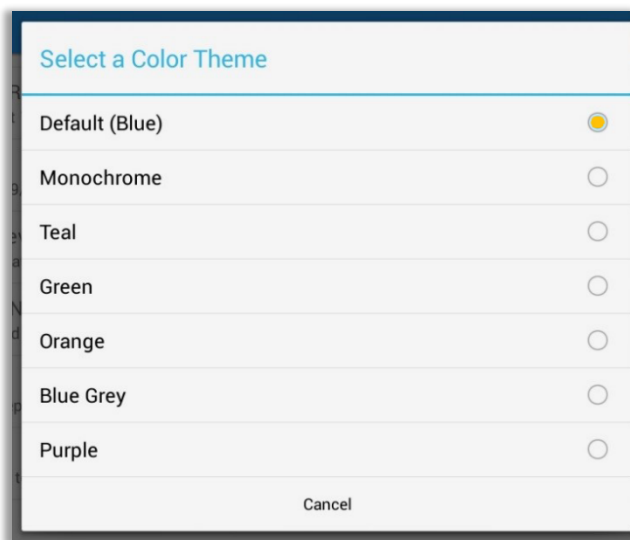 Select a Color Theme
Default (Blue)
Monochrome
Teal
Green
Orange
Blue Grey
Purple
Cancel